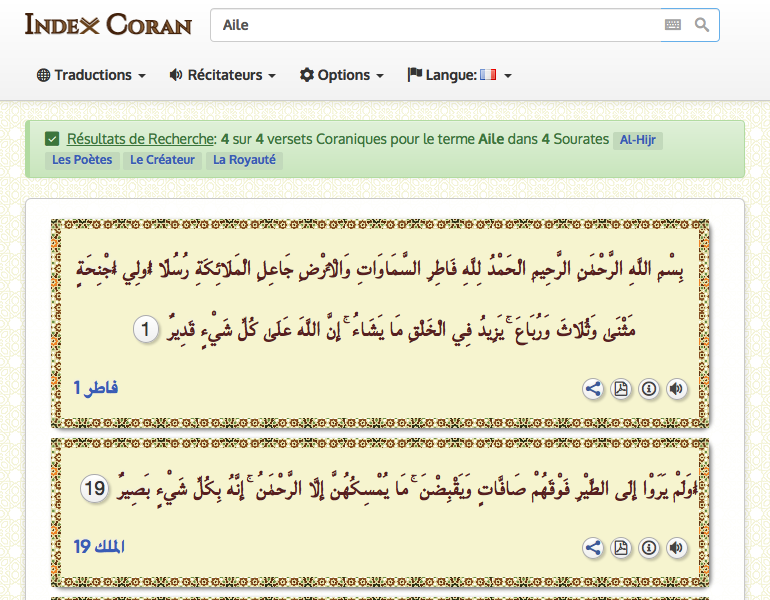 INDEX CORAN
Aile
Traductions Récitateurs Options Langue:
Résultats de Recherche: 4 sur 4 versets Coraniques pour le terme Aile dans 4 Sourates Al-Hijr
Les Poètes Le Créateur La Royauté
بِسْمِ اللَّهِ الرَّحْمَٰنِ الرَّحِيمِ الْحَمْدُ لِلَّهِ فَاطِرِ السَّمَاوَاتِ وَالْأَرْضِ جَاعِلِ الْمَلَائِكَةِ رُسُلًا أُولِي أَجْنِحَةٍ
مَثْنَىٰ وَثُلَاثَ وَرُبَاعَ ۚ يَزِيدُ فِي الْخَلْقِ مَا يَشَاءُ ۚ إِنَّ اللَّهَ عَلَىٰ كُلِّ شَيْءٍ قَدِيرٌ 1
فاطر 1
أَوَلَمْ يَرَوْا إِلَى الطَّيْرِ فَوْقَهُمْ صَافَّاتٍ وَيَقْبِضْنَ ۚ مَا يُمْسِكُهُنَّ إِلَّا الرَّحْمَٰنُ ۚ إِنَّهُ بِكُلِّ شَيْءٍ بَصِيرٌ 19
الملك 19